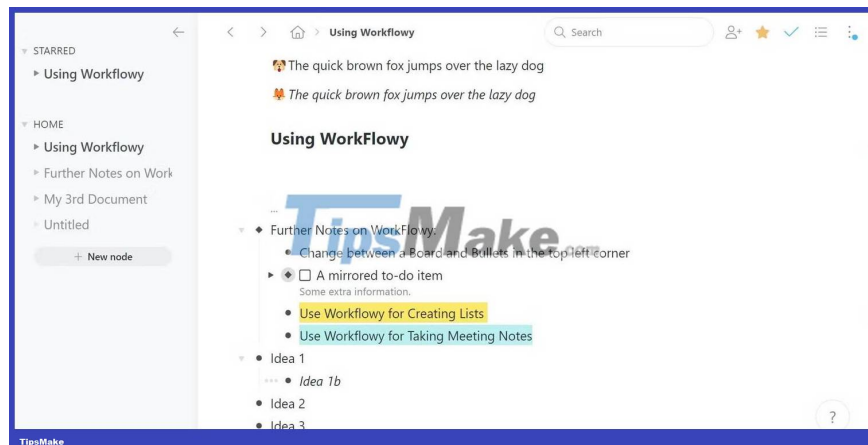 STARRED
Using Workflowy
HOME
Using Workflowy
Further Notes on Work
My 3rd Document
Untitled
+ New node
Using Workflowy
Search
The quick brown fox jumps over the lazy dog
The quick brown fox jumps over the lazy dog
Using WorkFlowy
...
Further Notes on WorkFlowy.
Change between a Board and Bullets in the top left corner
A mirrored to-do item
Some extra information.
Use Workflowy for Creating Lists
Use Workflowy for Taking Meeting Notes
Idea 1
Idea 1b
Idea 2
Idea 3
?
TipsMake.com
TipsMake